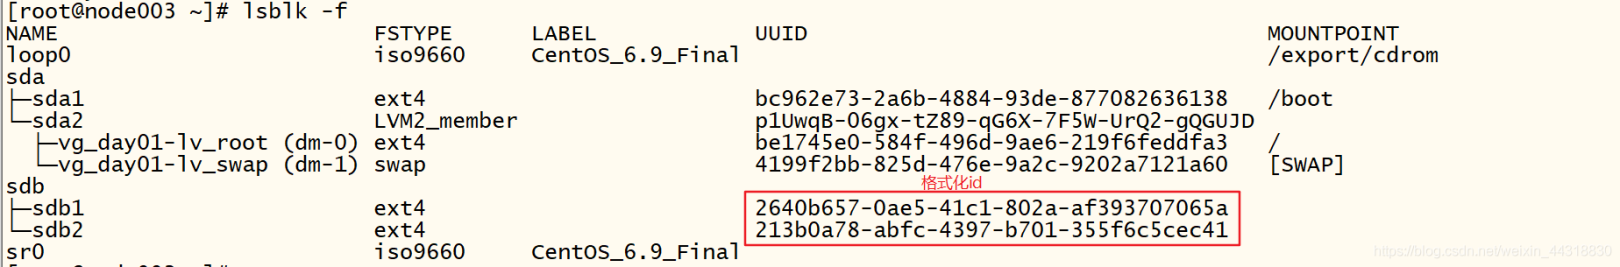 [root@node003 ~]# lsblk -f
NAME FSTYPE LABEL UUID MOUNTPOINT
loop0 iso9660 CentOS_6.9_Final /export/cdrom
sda
├─sda1 ext4 bc962e73-2a6b-4884-93de-877082636138 /boot
└─sda2 LVM2_member p1UwqB-O6gx-tZ89-qG6X-7F5W-UrQ2-gQGUJD
├─vg_day01-lv_root (dm-0) ext4 be1745e0-584f-496d-9ae6-219f6feddfa3 /
└─vg_day01-lv_swap (dm-1) swap 4199f2bb-825d-476e-9a2c-9202a7121a60 [SWAP]
sdb 格式化id
├─sdb1 ext4 2640b657-0ae5-41c1-802a-af393707065a
└─sdb2 ext4 213b0a78-abfc-4397-b701-355f6c5cec41
sr0 iso9660 CentOS_6.9_Final
https://blog.csdn.net/weixin_44318830